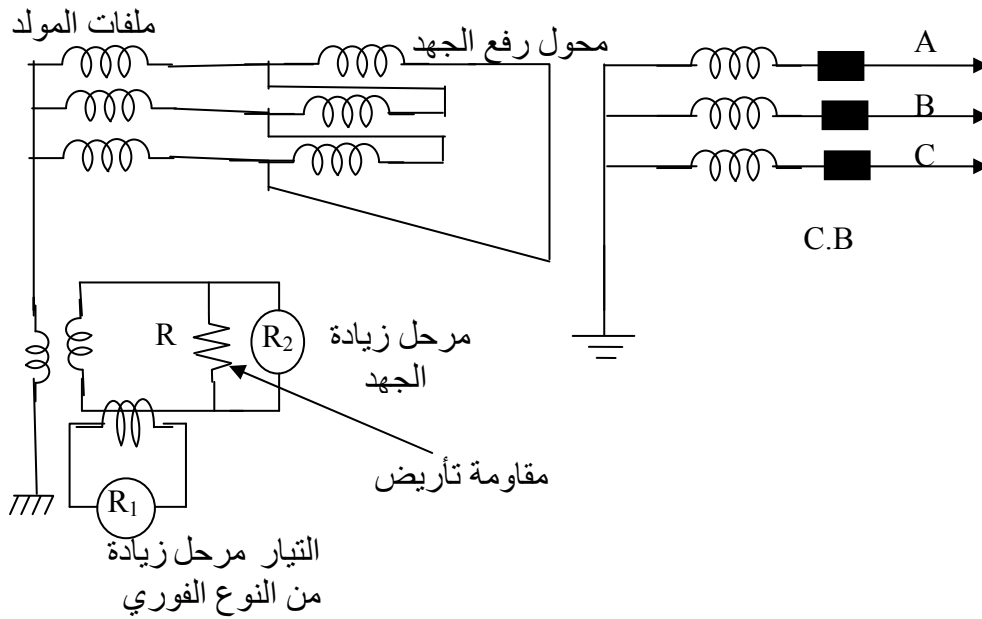 ملفات المولد
محول رفع الجهد
A
B
C
C.B
R
R2
مرحل زيادة
الجهد
مقاومة تأريض
R1
التيار مرحل زيادة
من النوع الفوري